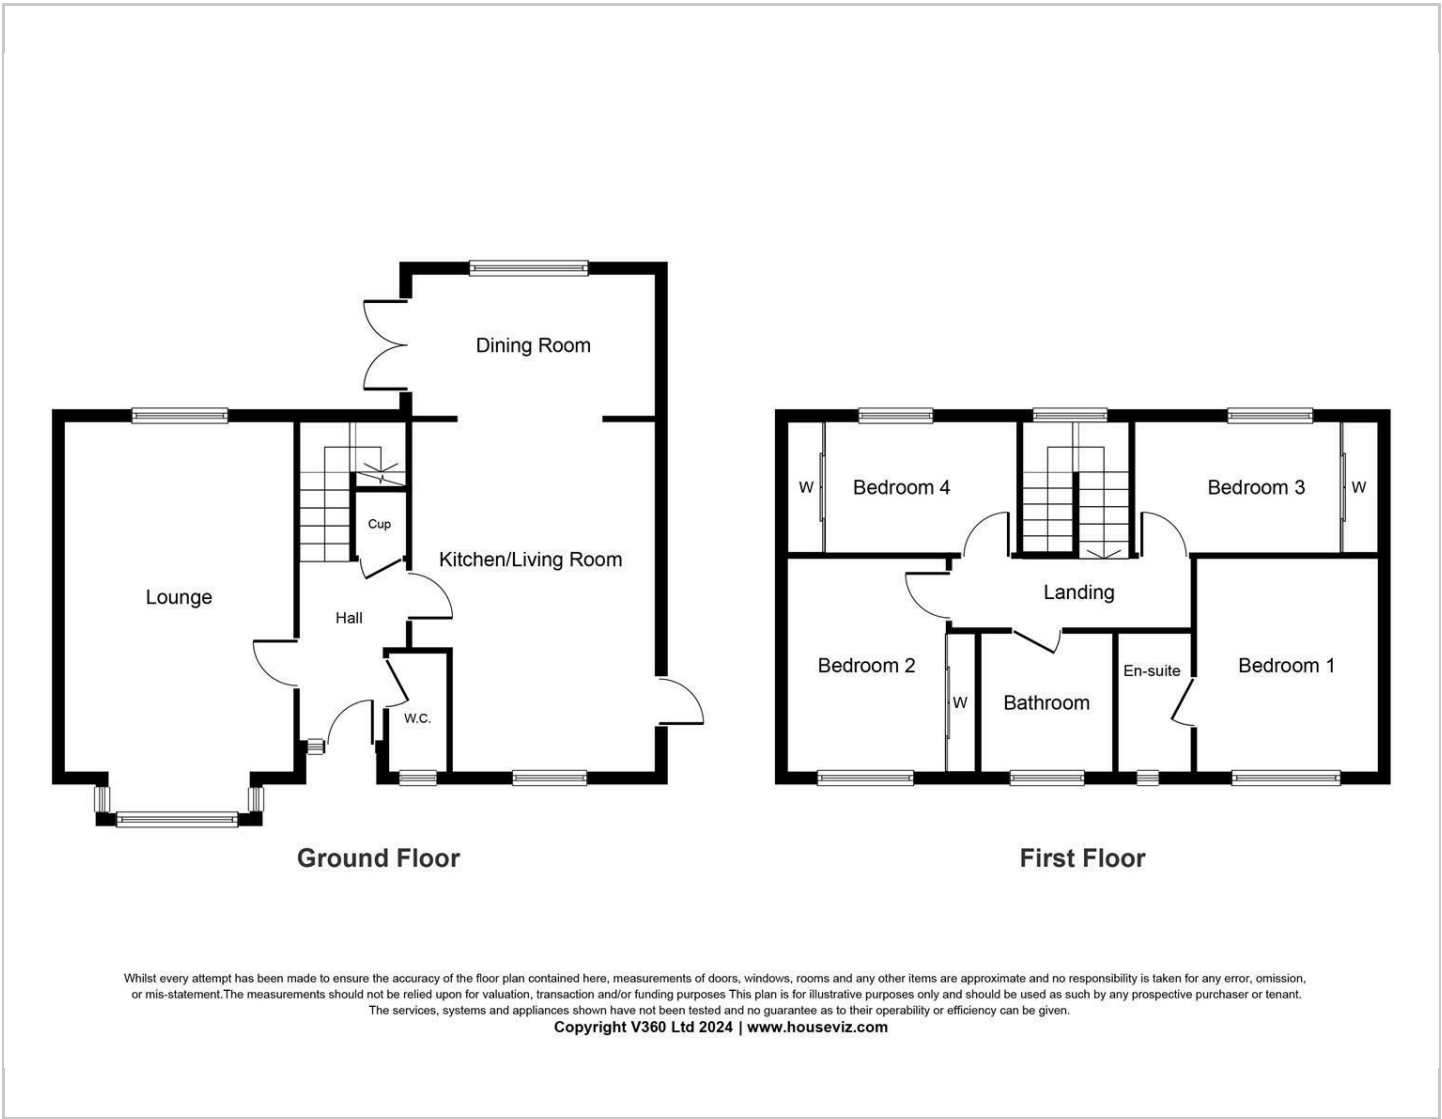 Dining Room
Cup
Kitchen/Living Room
Lounge
Hall
W.C.
Ground Floor
W
Bedroom 4
Bedroom 3
W
Landing
Bedroom 2
En-suite
Bedroom 1
W
Bathroom
First Floor
Whilst every attempt has been made to ensure the accuracy of the floor plan contained here, measurements of doors, windows, rooms and any other items are approximate and no responsibility is taken for any error, omission,
or mis-statement.The measurements should not be relied upon for valuation, transaction and/or funding purposes This plan is for illustrative purposes only and should be used as such by any prospective purchaser or tenant.
The services, systems and appliances shown have not been tested and no guarantee as to their operability or efficiency can be given.
Copyright V360 Ltd 2024 | www.houseviz.com